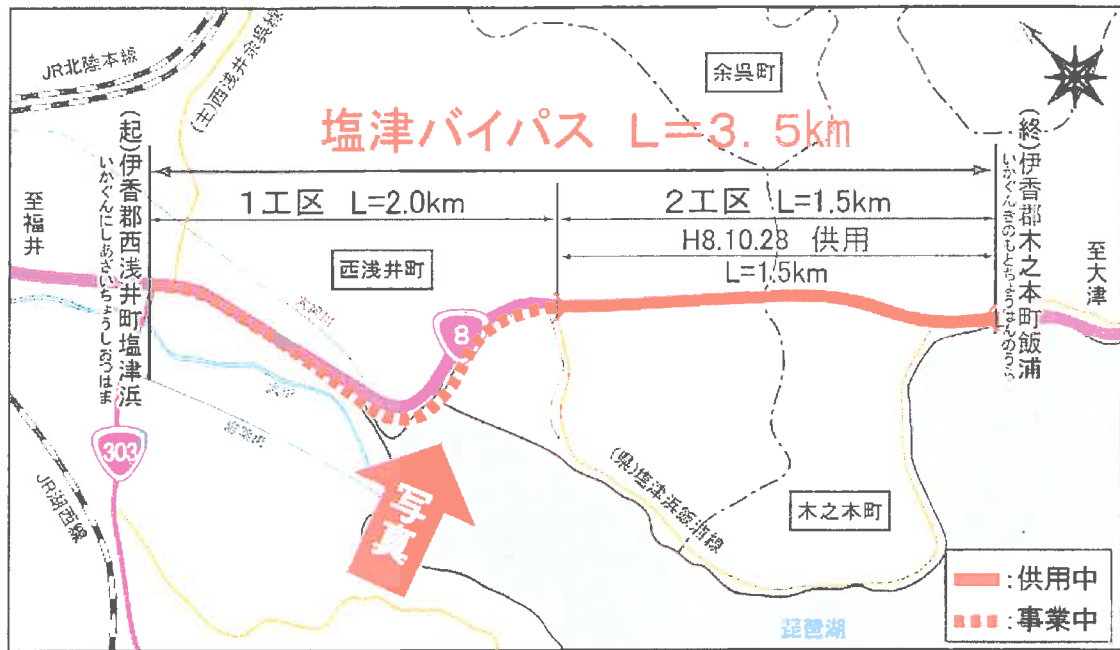 JR北陸本線
(主)西浅井余呉線
余呉町
塩津バイパス L=3.5km
(起)伊香郡西浅井町塩津浜
いかぐんにしあざいちょうしおつはま
(終)伊香郡木之本町飯浦
いかぐんきのもとちょうはんのうら
至福井
至大津
1工区 L=2.0km
2工区 L=1.5km
H8.10.28 供用
L=1.5km
西浅井町
8
303
JR湖西線
写真
(県)塩津浜飯浦線
木之本町
琵琶湖
:供用中
:事業中